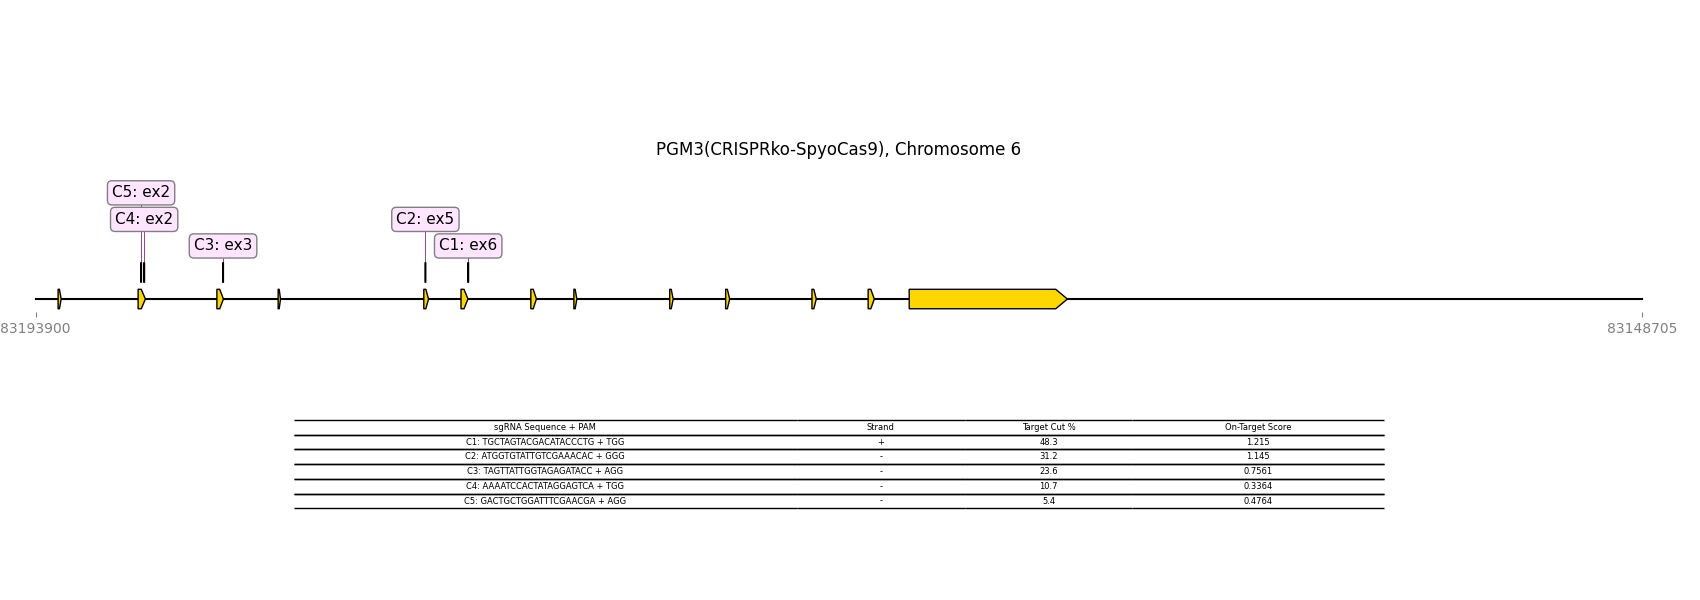 PGM3(CRISPRko-SpyoCas9), Chromosome 6
C5: ex2
C4: ex2
C2: ex5
C3: ex3
C1: ex6
83193900
83148705
sgRNA Sequence + PAM Strand Target Cut % On-Target Score
C1: TGCTAGTACGACATACCCTG + TGG + 48.3 1.215
C2: ATGGTGTATTGTCGAAACAC + GGG - 31.2 1.145
C3: TAGTTATTGGTAGAGATACC + AGG - 23.6 0.7561
C4: AAAATCCACTATAGGAGTCA + TGG - 10.7 0.3364
C5: GACTGCTGGATTTCGAACGA + AGG - 5.4 0.4764